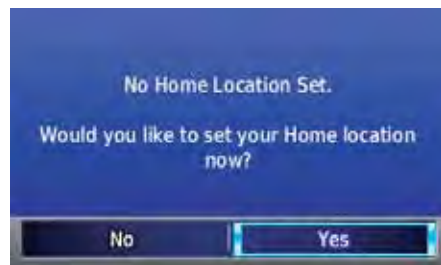 No Home Location Set.
Would you like to set your Home location
now?
No
Yes